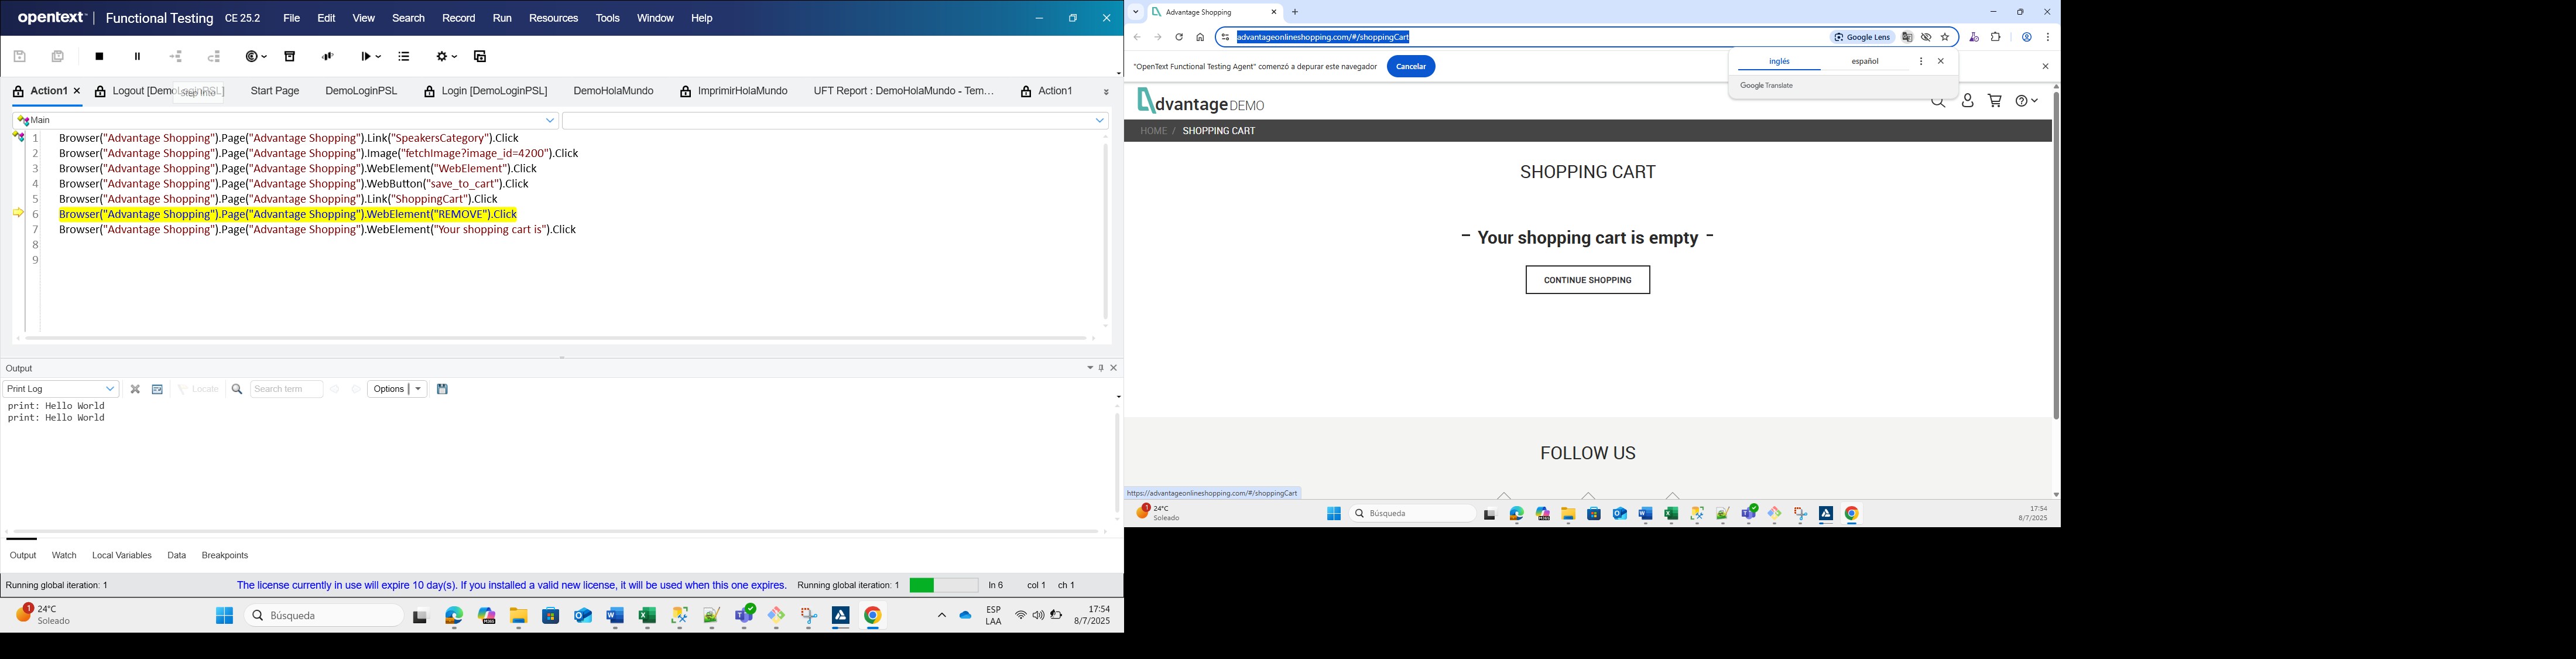 opentext | Functional Testing CE 25.2 File Edit View Search Record Run Resources Tools Window Help
Action1 Logout [DemoLoginPSL] Start Page DemoLoginPSL Login [DemoLoginPSL] DemoHolaMundo ImprimirHolaMundo UFT Report : DemoHolaMundo - Tem... Action1
Step Into
Main
1 Browser("Advantage Shopping").Page("Advantage Shopping").Link("SpeakersCategory").Click
2 Browser("Advantage Shopping").Page("Advantage Shopping").Image("fetchImage?image_id=4200").Click
3 Browser("Advantage Shopping").Page("Advantage Shopping").WebElement("WebElement").Click
4 Browser("Advantage Shopping").Page("Advantage Shopping").WebButton("save_to_cart").Click
5 Browser("Advantage Shopping").Page("Advantage Shopping").Link("ShoppingCart").Click
6 Browser("Advantage Shopping").Page("Advantage Shopping").WebElement("REMOVE").Click
7 Browser("Advantage Shopping").Page("Advantage Shopping").WebElement("Your shopping cart is").Click
8
9
Output
Print Log Locate Search term Options
print: Hello World
print: Hello World
Output Watch Local Variables Data Breakpoints
Running global iteration: 1 The license currently in use will expire 10 day(s). If you installed a valid new license, it will be used when this one expires. Running global iteration: 1 ln 6 col 1 ch 1
1 24°C
Soleado
Búsqueda
ESP
LAA
17:54
8/7/2025
Advantage Shopping
advantageonlineshopping.com/#/shoppingCart Google Lens
"OpenText Functional Testing Agent" comenzó a depurar este navegador Cancelar
inglés español
Google Translate
Advantage DEMO
HOME / SHOPPING CART
SHOPPING CART
- Your shopping cart is empty -
CONTINUE SHOPPING
FOLLOW US
https://advantageonlineshopping.com/#/shoppingCart
1 24°C
Soleado
Búsqueda
17:54
8/7/2025